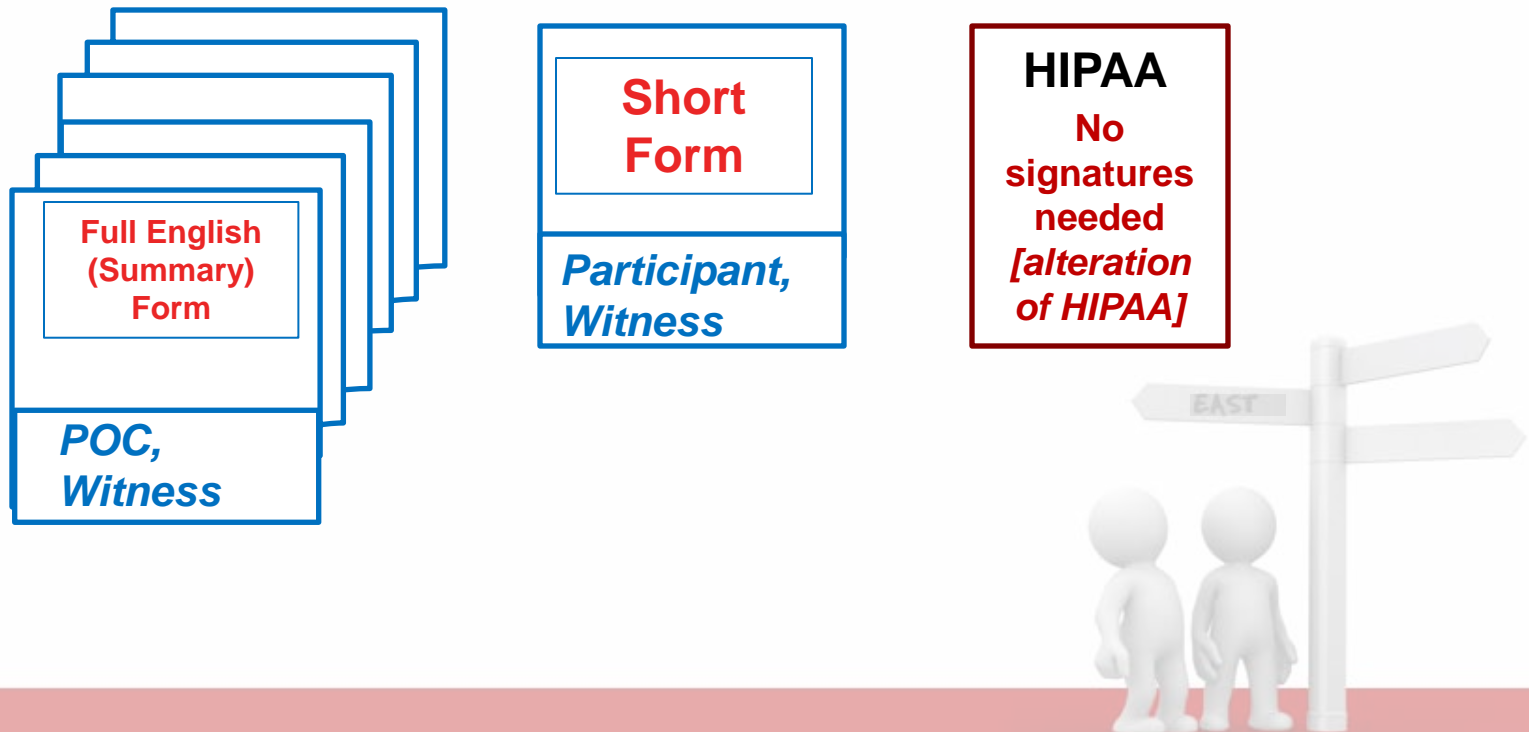 Full English
(Summary)
Form
POC,
Witness
Short
Form
Participant,
Witness
HIPAA
No
signatures
needed
[alteration
of HIPAA]
EAST